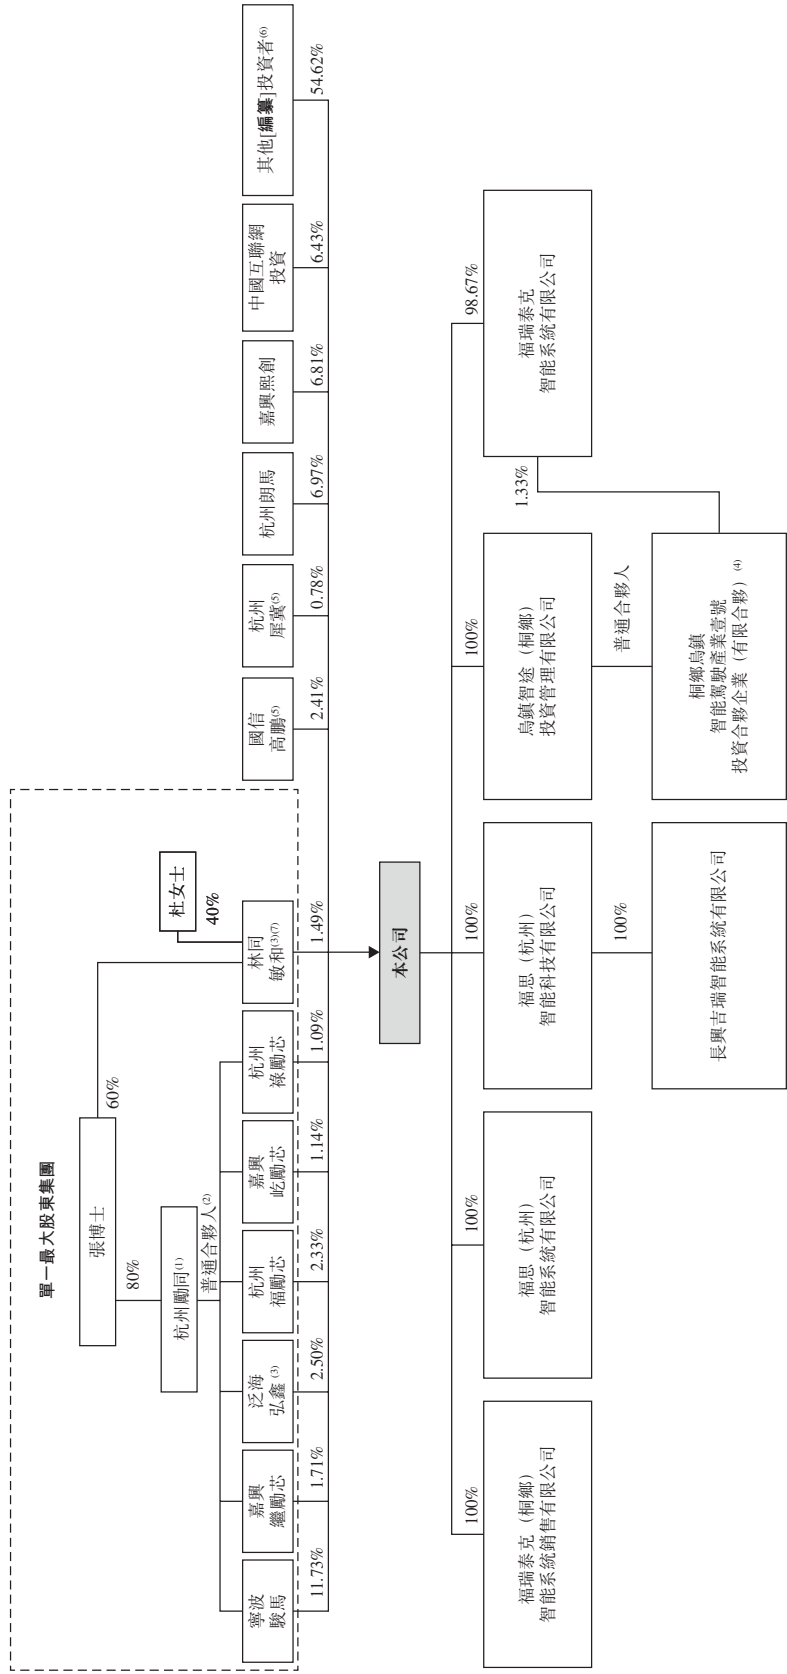 單一最大股東集團
張博士
80%
60%
杭州勵同(1)
杜女士
40%
普通合夥人(2)
寧波
駿馬
嘉興
繼勵芯
泛海
弘鑫(3)
杭州
福勵芯
嘉興
屹勵芯
杭州
祿勵芯
林同
敏和(3)(7)
國信
高鵬(5)
杭州
犀冀(5)
杭州朗馬
嘉興熙創
中國互聯網
投資
其他[編纂]投資者(6)
11.73%
1.71%
2.50%
2.33%
1.14%
1.09%
1.49%
2.41%
0.78%
6.97%
6.81%
6.43%
54.62%
本公司
100%
100%
100%
100%
98.67%
福瑞泰克（桐鄉）
智能系統銷售有限公司
福思（杭州）
智能系統有限公司
福思（杭州）
智能科技有限公司
烏鎮智途（桐鄉）
投資管理有限公司
福瑞泰克
智能系統有限公司
100%
普通合夥人
1.33%
長興吉瑞智能系統有限公司
桐鄉烏鎮
智能駕駛產業壹號
投資合夥企業（有限合夥）(4)